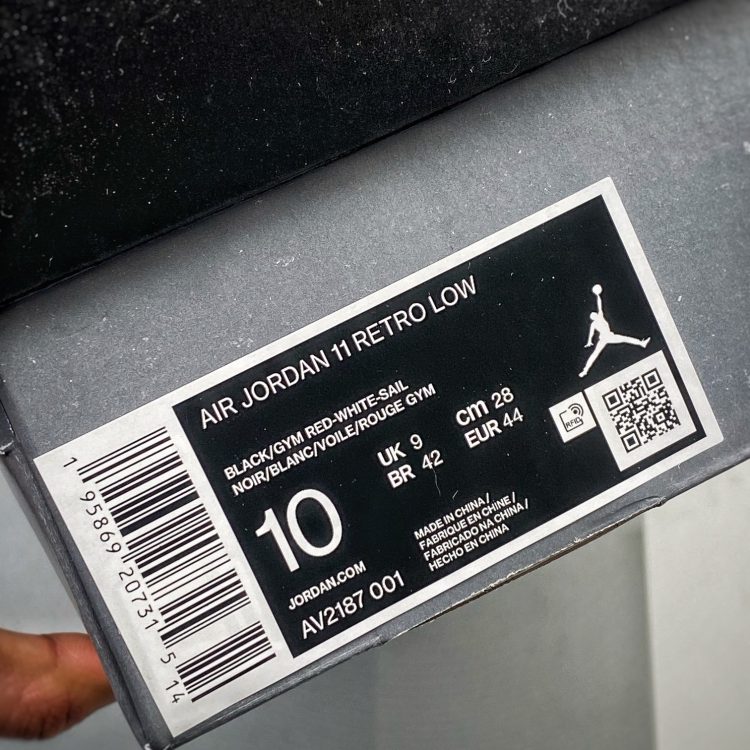 AIR JORDAN 11 RETRO LOW
BLACK/GYM RED-WHITE-SAIL
NOIR/BLANC/VOILE/ROUGE GYM
10
UK 9
BR 42
cm 28
EUR 44
RFID
JORDAN.COM
AV2187 001
MADE IN CHINA /
FABRIQUE EN CHINE /
FABRICADO NA CHINA /
HECHO EN CHINA
1 95869 20731 5 14